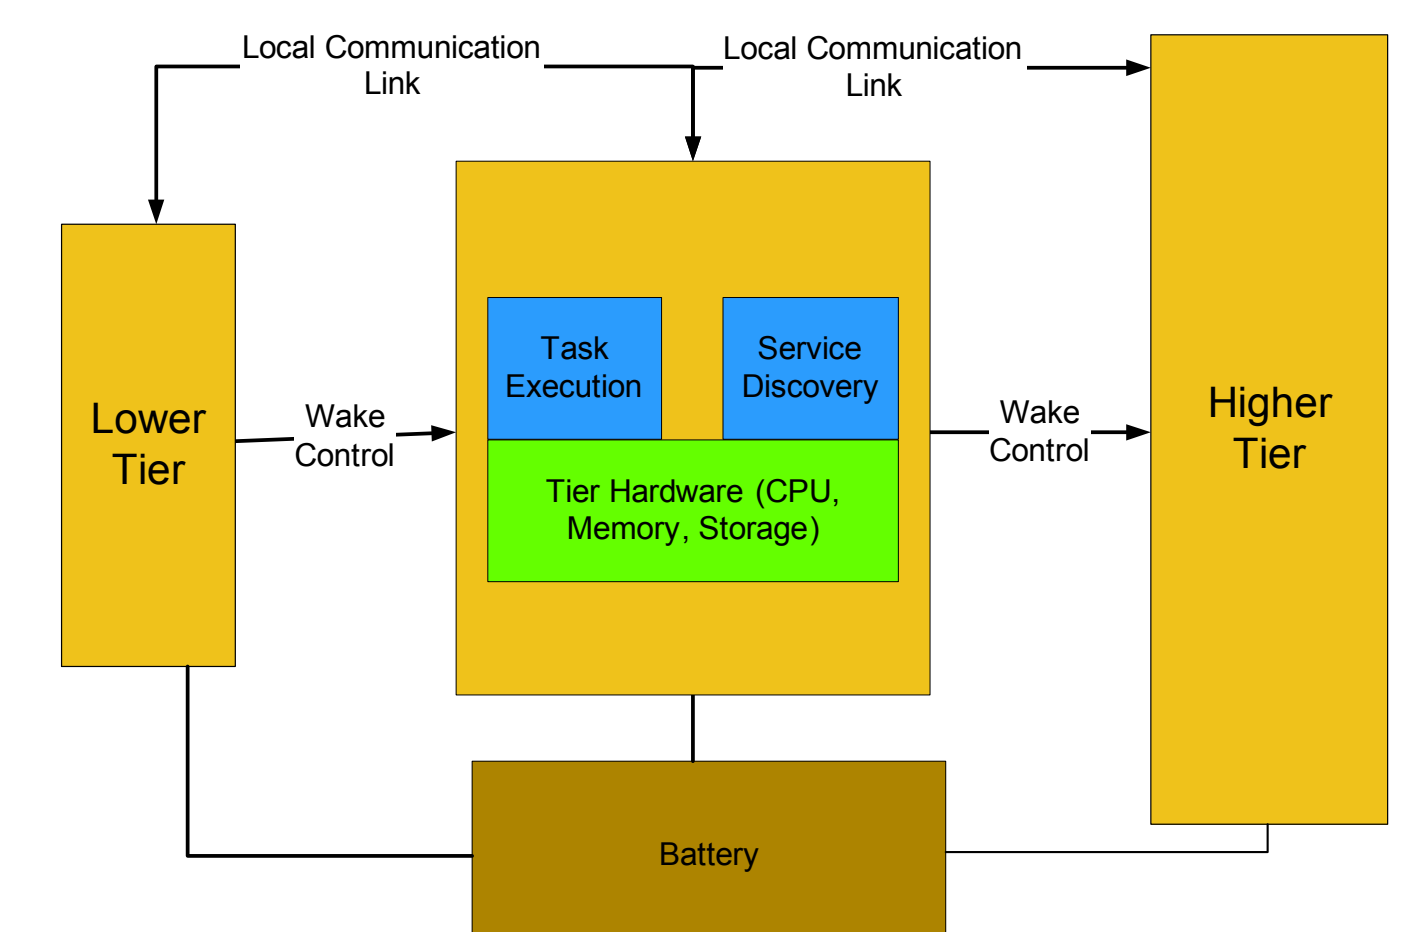 Local Communication
Link
Local Communication
Link
Lower
Tier
Wake
Control
Task
Execution
Service
Discovery
Tier Hardware (CPU,
Memory, Storage)
Wake
Control
Higher
Tier
Battery